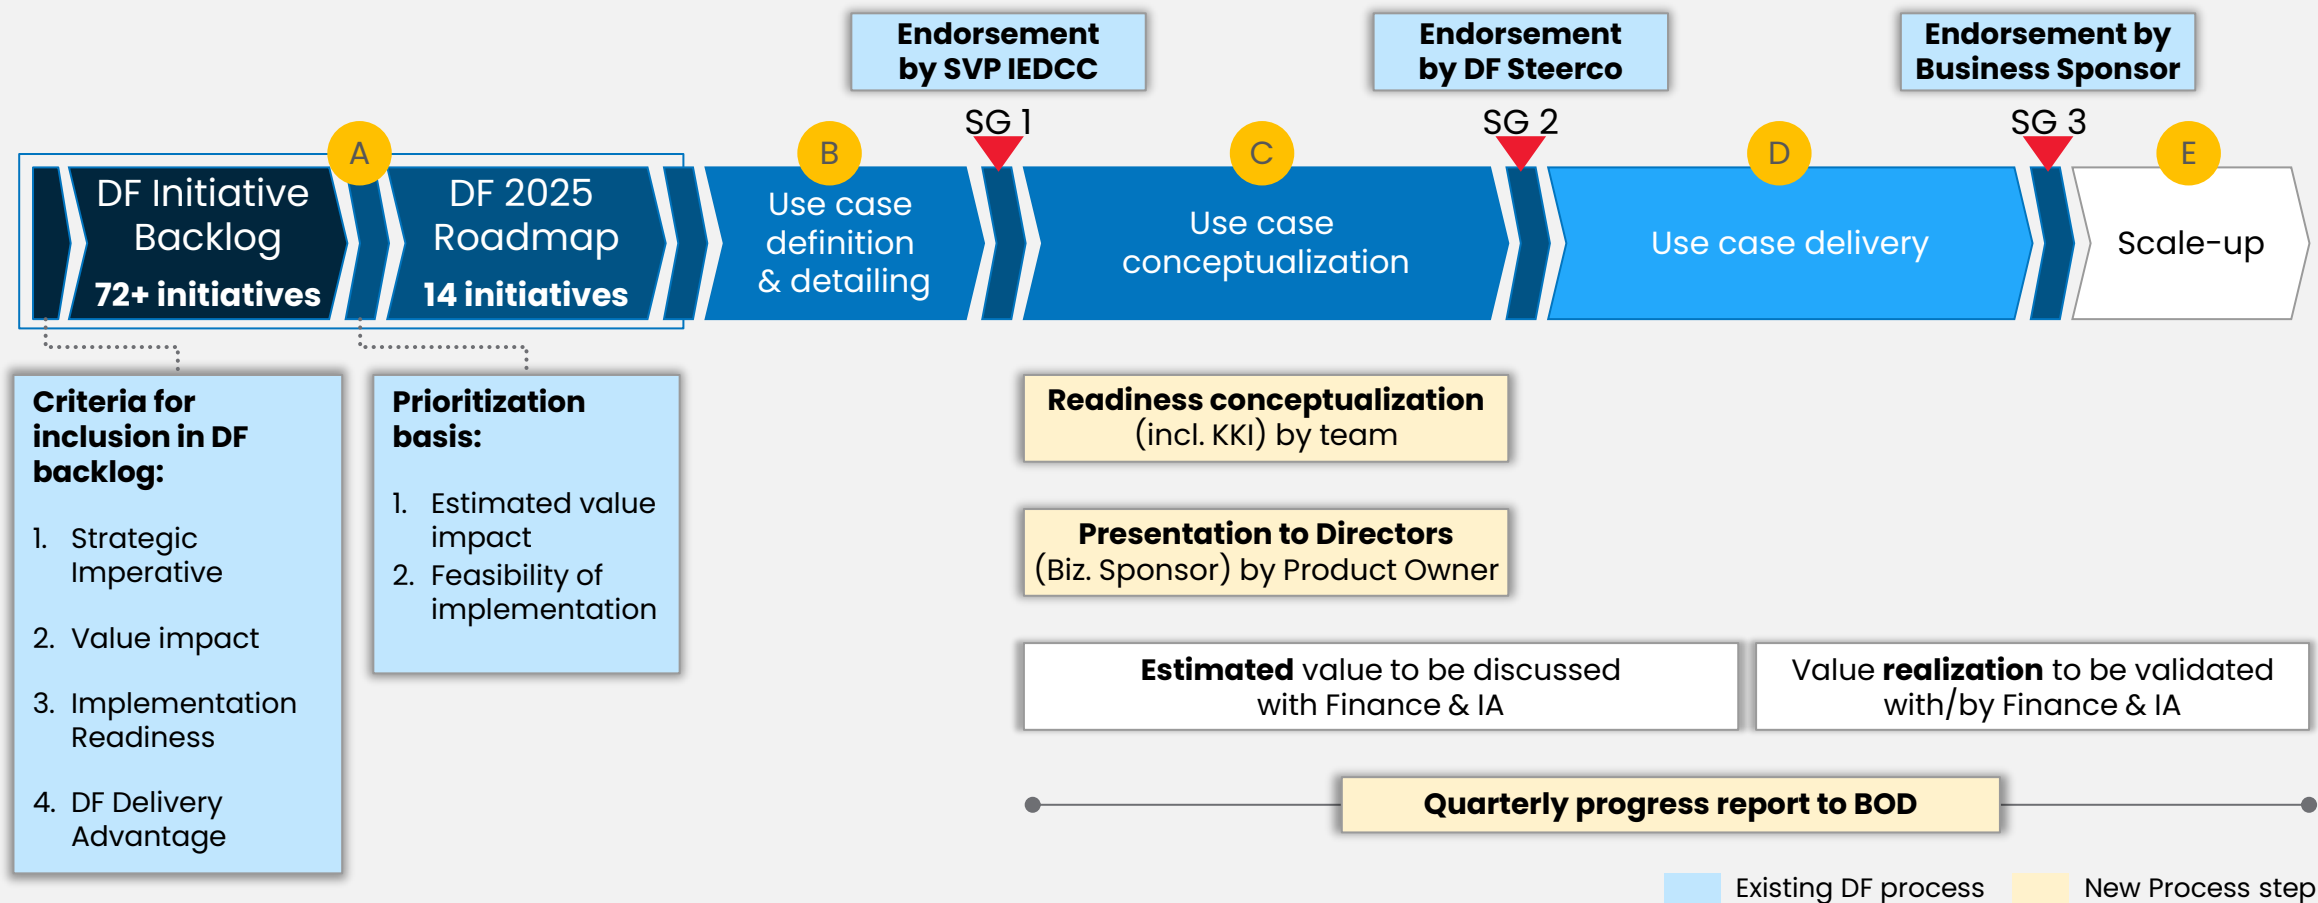 Endorsement
by SVP IEDCC
Endorsement
by DF Steerco
Endorsement by
Business Sponsor
SG 1
SG 2
SG 3
A
B
C
D
E
DF Initiative
Backlog
72+ initiatives
DF 2025
Roadmap
14 initiatives
Use case
definition
& detailing
Use case
conceptualization
Use case delivery
Scale-up
Criteria for
inclusion in DF
backlog:
1. Strategic
Imperative
2. Value impact
3. Implementation
Readiness
4. DF Delivery
Advantage
Prioritization
basis:
1. Estimated value
impact
2. Feasibility of
implementation
Readiness conceptualization
(incl. KKI) by team
Presentation to Directors
(Biz. Sponsor) by Product Owner
Estimated value to be discussed
with Finance & IA
Value realization to be validated
with/by Finance & IA
Quarterly progress report to BOD
Existing DF process
New Process step